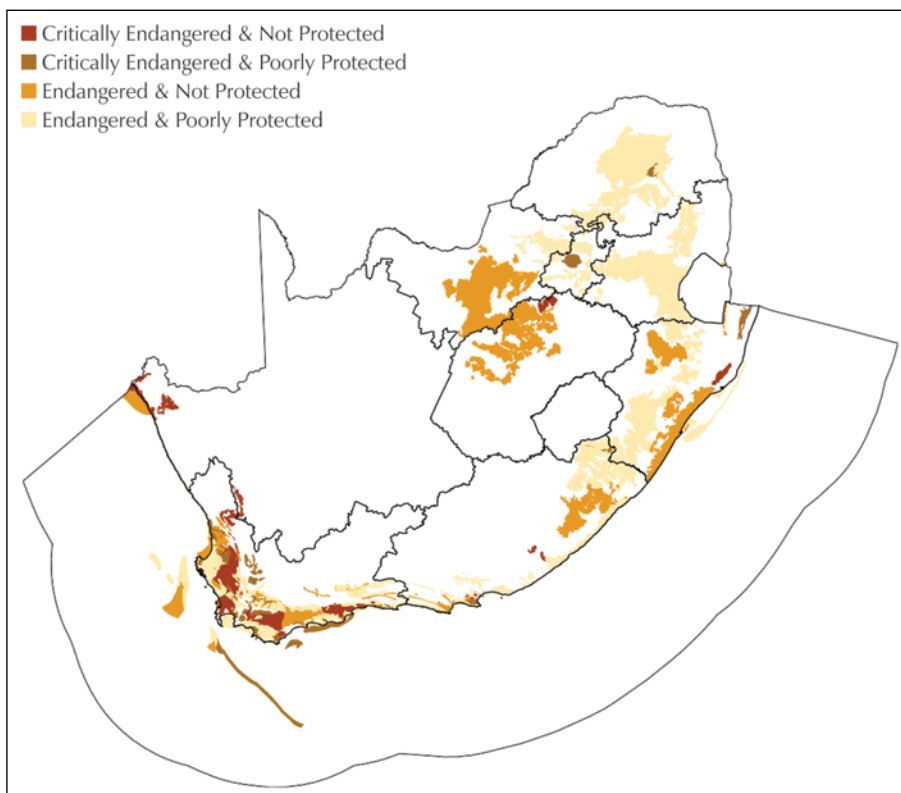 Critically Endangered & Not Protected
Critically Endangered & Poorly Protected
Endangered & Not Protected
Endangered & Poorly Protected